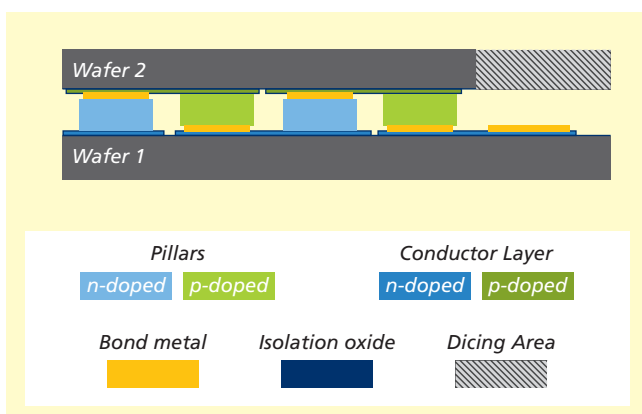 Wafer 2
Wafer 1
Pillars
n-doped p-doped
Conductor Layer
n-doped p-doped
Bond metal
Isolation oxide
Dicing Area